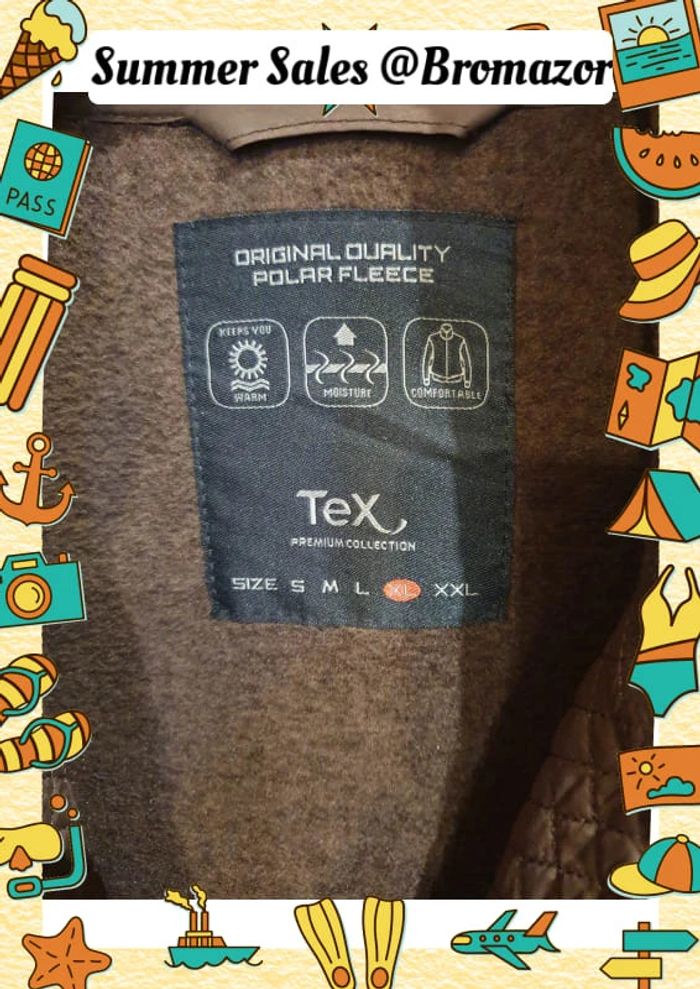 Summer Sales @Bromazor
PASS
ORIGINAL QUALITY
POLAR FLEECE
KEEPS YOU
WARM
MOISTURE
COMFORTABLE
TeX
PREMIUM COLLECTION
SIZE S M L XL XXL